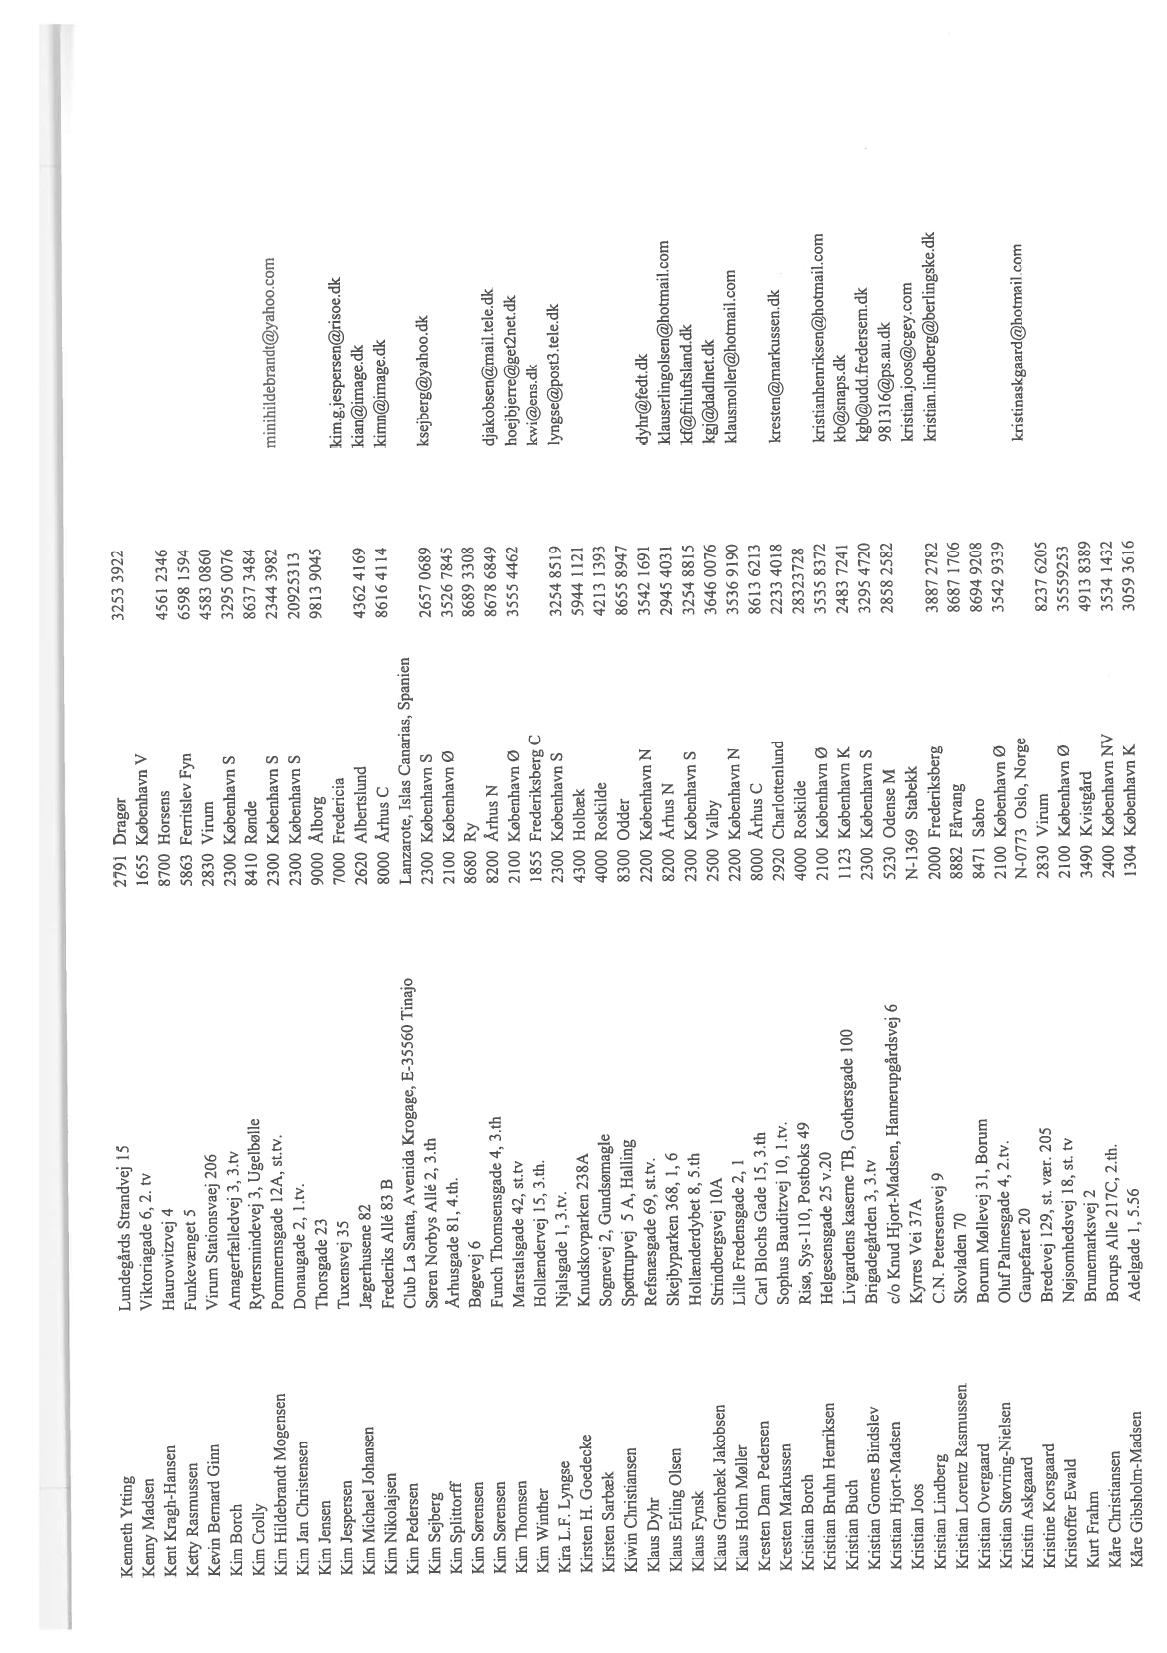 Kenneth Ytting Lundegårds Strandvej 15 2791 Dragør 3253 3922
Kenny Madsen Viktoriagade 6, 2. tv 1655 København V
Kent Kragh-Hansen Haurowitzvej 4 8700 Horsens 4561 2346
Ketty Rasmussen Funkevænget 5 5863 Ferritslev Fyn 6598 1594
Kevin Bernard Ginn Virum Stationsvaej 206 2830 Virum 4583 0860
Kim Borch Amagerfælledvej 3, 3.tv 2300 København S 3295 0076
Kim Crolly Ryttersmindevej 3, Ugelbølle 8410 Rønde 8637 3484
Kim Hildebrandt Mogensen Pommernsgade 12A, st.tv. 2300 København S 2344 3982 minihildebrandt@yahoo.com
Kim Jan Christensen Donaugade 2, 1.tv. 2300 København S 20925313
Kim Jensen Thorsgade 23 9000 Ålborg 9813 9045
Kim Jespersen Tuxensvej 35 7000 Fredericia kim.g.jespersen@risoe.dk
Kim Michael Johansen Jægerhusene 82 2620 Albertslund 4362 4169 kian@image.dk
Kim Nikolajsen Frederiks Allé 83 B 8000 Århus C 8616 4114 kimn@image.dk
Kim Pedersen Club La Santa, Avenida Krogage, E-35560 Tinajo Lanzarote, Islas Canarias, Spanien
Kim Sejberg Søren Norbys Allé 2, 3.th 2300 København S 2657 0689 ksejberg@yahoo.dk
Kim Splittorff Århusgade 81, 4.th. 2100 København Ø 3526 7845
Kim Sørensen Bøgevej 6 8680 Ry 8689 3308
Kim Sørensen Funch Thomsensgade 4, 3.th 8200 Århus N 8678 6849 djakobsen@mail.tele.dk
Kim Thomsen Marstalsgade 42, st.tv 2100 København Ø 3555 4462 hoejbjerre@get2net.dk
Kim Winther Hollændervej 15, 3.th. 1855 Frederiksberg C kwi@ens.dk
Kira L.F. Lyngse Njalsgade 1, 3.tv. 2300 København S 3254 8519 lyngse@post3.tele.dk
Kirsten H. Goedecke Knudskovparken 238A 4300 Holbæk 5944 1121
Kirsten Sarbæk Sognevej 2, Gundsømagle 4000 Roskilde 4213 1393
Kiwin Christiansen Spøttrupvej 5 A, Halling 8300 Odder 8655 8947
Klaus Dyhr Refsnæsgade 69, st.tv. 2200 København N 3542 1691 dyhr@fedt.dk
Klaus Erling Olsen Skejbyparken 368, 1, 6 8200 Århus N 2945 4031 klauserlingolsen@hotmail.com
Klaus Fynsk Hollænderdybet 8, 5.th 2300 København S 3254 8815 kf@friluftsland.dk
Klaus Grønbæk Jakobsen Strindbergsvej 10A 2500 Valby 3646 0076 kgj@dadlnet.dk
Klaus Holm Møller Lille Fredensgade 2, 1 2200 København N 3536 9190 klausmoller@hotmail.com
Kresten Dam Pedersen Carl Blochs Gade 15, 3.th 8000 Århus C 8613 6213
Kresten Markussen Sophus Bauditzvej 10, 1.tv. 2920 Charlottenlund 2233 4018 kresten@markussen.dk
Kristian Borch Risø, Sys-110, Postboks 49 4000 Roskilde 28323728
Kristian Bruhn Henriksen Helgesensgade 25 v.20 2100 København Ø 3535 8372 kristianhenriksen@hotmail.com
Kristian Buch Livgardens kaserne TB, Gothersgade 100 1123 København K 2483 7241 kb@snaps.dk
Kristian Gomes Bindslev Brigadegården 3, 3.tv 2300 København S 3295 4720 kgb@udd.fredersem.dk
Kristian Hjort-Madsen c/o Knud Hjort-Madsen, Hannerupgårdsvej 6 5230 Odense M 2858 2582 981316@ps.au.dk
Kristian Joos Kyrres Vei 37A N-1369 Stabekk kristian.joos@cgey.com
Kristian Lindberg C.N. Petersensvej 9 2000 Frederiksberg 3887 2782 kristian.lindberg@berlingske.dk
Kristian Lorentz Rasmussen Skovladen 70 8882 Fårvang 8687 1706
Kristian Overgaard Borum Møllevej 31, Borum 8471 Sabro 8694 9208
Kristian Støvring-Nielsen Oluf Palmesgade 4, 2.tv. 2100 København Ø 3542 9339
Kristin Askgaard Gaupefaret 20 N-0773 Oslo, Norge kristinaskgaard@hotmail.com
Kristine Korsgaard Bredevej 129, st. vær. 205 2830 Virum 8237 6205
Kristoffer Ewald Nøjsomhedsvej 18, st. tv 2100 København Ø 35559253
Kurt Frahm Brunemarksvej 2 3490 Kvistgård 4913 8389
Kåre Christiansen Borups Alle 217C, 2.th. 2400 København NV 3534 1432
Kåre Gibsholm-Madsen Adelgade 1, 5.56 1304 København K 3059 3616